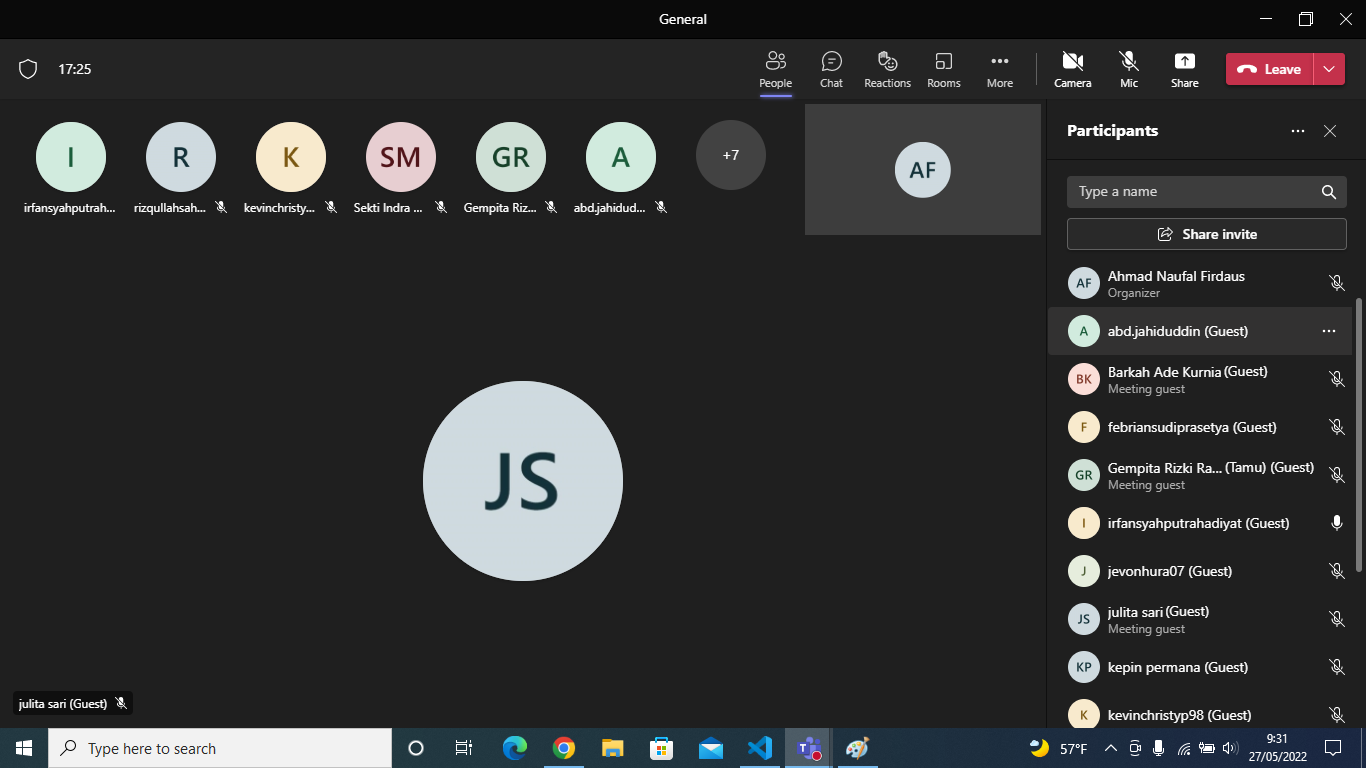 General
17:25
People
Chat
Reactions
Rooms
More
Camera
Mic
Share
Leave
I
R
K
SM
GR
A
+7
irfansyahputrah...
rizqullahsah...
kevinchristy...
Sekti Indra ...
Gempita Riz...
abd.jahidud...
AF
JS
julita sari (Guest)
Participants
Type a name
Share invite
AF
Ahmad Naufal Firdaus
Organizer
A
abd.jahiduddin (Guest)
BK
Barkah Ade Kurnia (Guest)
Meeting guest
F
febriansudiprasetya (Guest)
GR
Gempita Rizki Ra... (Tamu) (Guest)
Meeting guest
I
irfansyahputrahadiyat (Guest)
J
jevonhura07 (Guest)
JS
julita sari (Guest)
Meeting guest
KP
kepin permana (Guest)
K
kevinchristyp98 (Guest)
Type here to search
57°F
9:31
27/05/2022